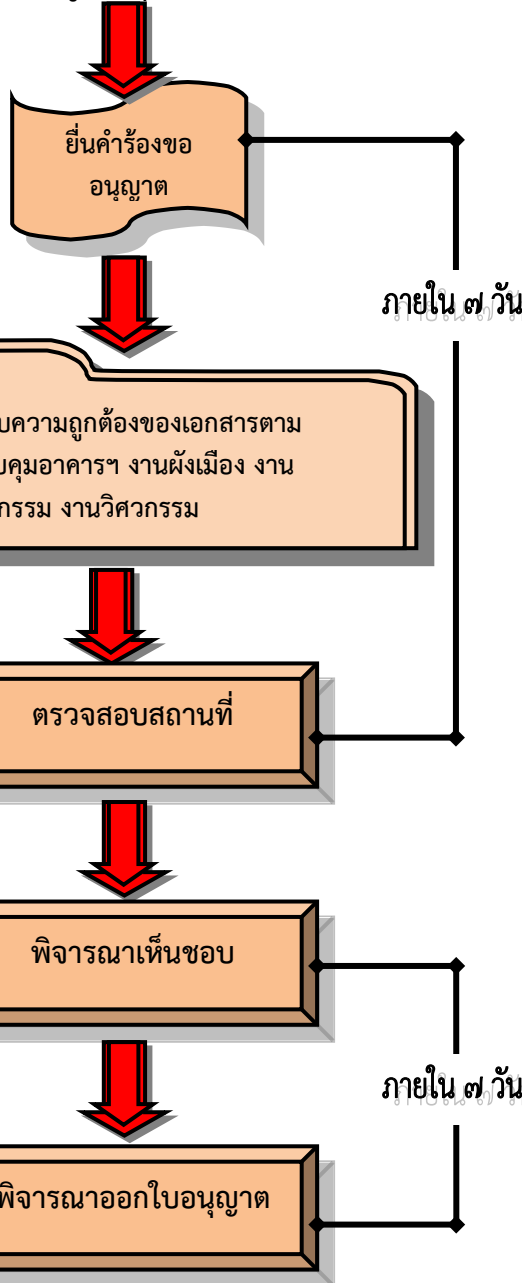 ยื่นคำร้องขอ
อนุญาต
ภายใน ๗ วัน
บความถูกต้องของเอกสารตาม
บคุมอาคารฯ งานผังเมือง งาน
กรรม งานวิศวกรรม
ตรวจสอบสถานที่
พิจารณาเห็นชอบ
ภายใน ๗ วัน
พิจารณาออกใบอนุญาต